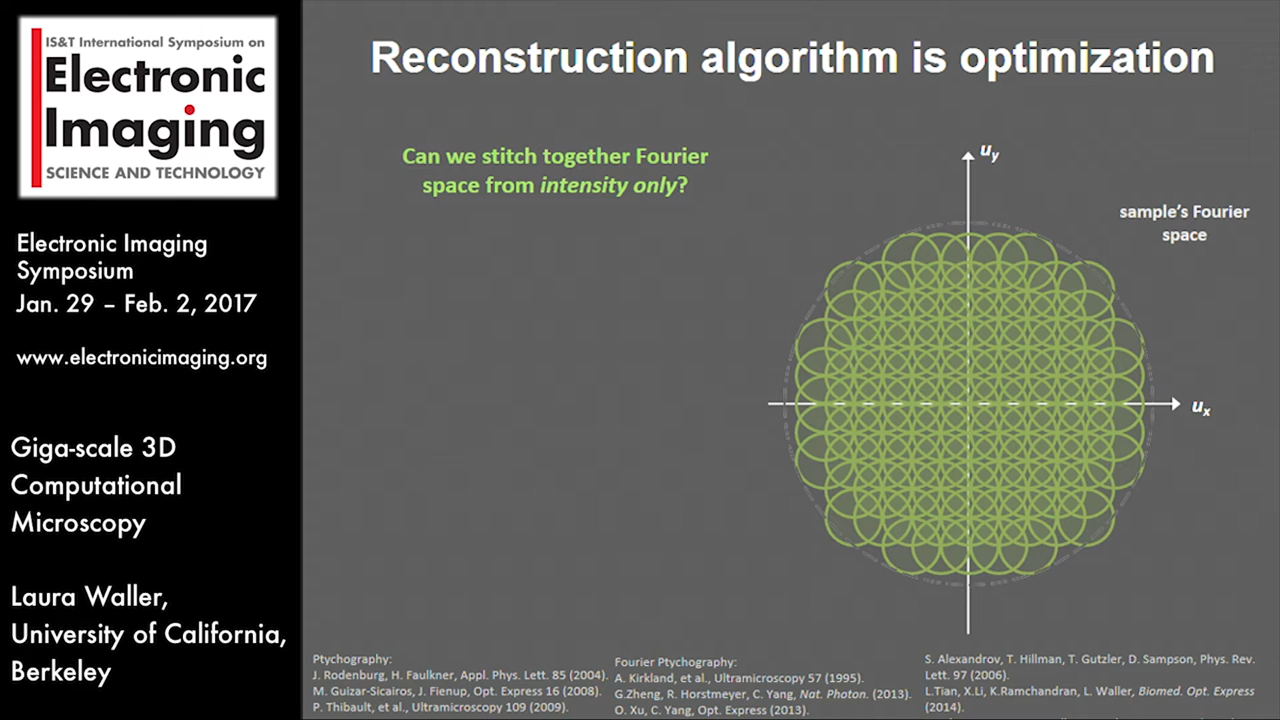 IS&T International Symposium on
Electronic
Imaging
SCIENCE AND TECHNOLOGY
Electronic Imaging
Symposium
Jan. 29 – Feb. 2, 2017
www.electronicimaging.org
Giga-scale 3D
Computational
Microscopy
Laura Waller,
University of California,
Berkeley
Reconstruction algorithm is optimization
Can we stitch together Fourier
space from intensity only?
uy
sample's Fourier
space
ux
Ptychography:
J. Rodenburg, H. Faulkner, Appl. Phys. Lett. 85 (2004).
M. Guizar-Sicairos, J. Fienup, Opt. Express 16 (2008).
P. Thibault, et al., Ultramicroscopy 109 (2009).
Fourier Ptychography:
A. Kirkland, et al., Ultramicroscopy 57 (1995).
G.Zheng, R. Horstmeyer, C. Yang, Nat. Photon. (2013).
O. Xu, C. Yang, Opt. Express (2013).
S. Alexandrov, T. Hillman, T. Gutzler, D. Sampson, Phys. Rev.
Lett. 97 (2006).
L.Tian, X.Li, K.Ramchandran, L. Waller, Biomed. Opt. Express
(2014).